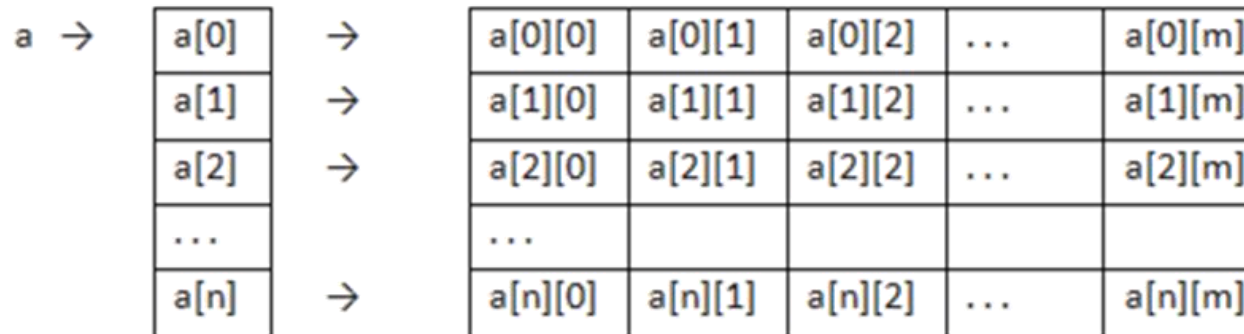 a → a[0] → a[0][0] a[0][1] a[0][2] ... a[0][m]
a[1] → a[1][0] a[1][1] a[1][2] ... a[1][m]
a[2] → a[2][0] a[2][1] a[2][2] ... a[2][m]
... ...
a[n] → a[n][0] a[n][1] a[n][2] ... a[n][m]